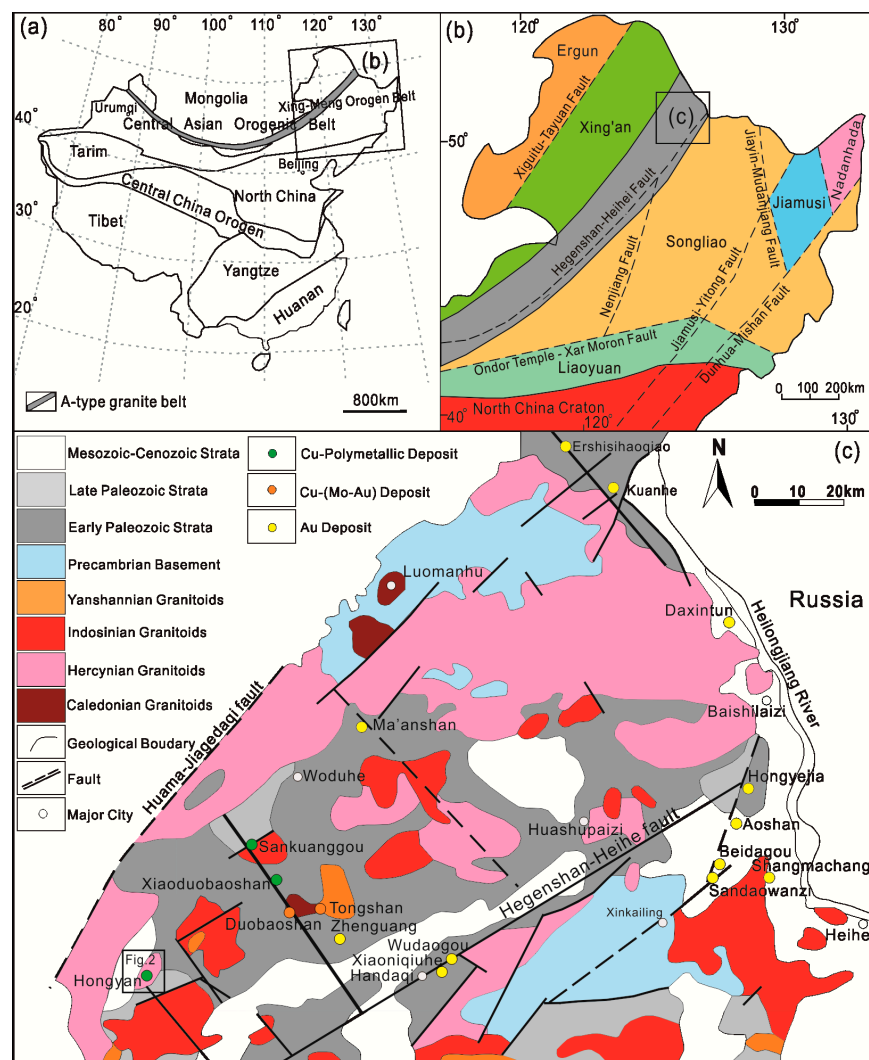 (a)
80°
90°
100°
110°
120°
130°
(b)
Mongolia
Urumqi
Xing-Meng Orogen Belt
Central Asian Orogenic Belt
40°
Tarim
Beijing
North China
Central China Orogen
30°
Tibet
Yangtze
Huanan
20°
A-type granite belt
800km
(b)
120°
130°
Ergun
Xiguitu-Tayuan Fault
Xing'an
(c)
50°
Hegenshan-Heihei Fault
Nenjiang Fault
Songliao
Jiayin-Mudanjiang Fault
Jiamusi
Nadanhada
Jiamusi-Yitong Fault
Dunhua-Mishan Fault
Ondor Temple - Xar Moron Fault
Liaoyuan
North China Craton
0 100 200km
40°
120°
130°
(c)
Mesozoic-Cenozoic Strata
Late Paleozoic Strata
Early Paleozoic Strata
Precambrian Basement
Yanshannian Granitoids
Indosinian Granitoids
Hercynian Granitoids
Caledonian Granitoids
Geological Boudary
Fault
Major City
Cu-Polymetallic Deposit
Cu-(Mo-Au) Deposit
Au Deposit
N
0 10 20km
Ershisihaoqiao
Kuanhe
Luomanhu
Daxintun
Russia
Heilongjiang River
Huama-Jiagedaqi fault
Ma'anshan
Baishilaizi
Woduhe
Hongyejia
Huashupaizi
Aoshan
Sankuanggou
Hegenshan-Heihe fault
Beidagou
Shangmachang
Xiaoduobaoshan
Sandaowanzi
Tongshan
Duobaoshan
Zhenguang
Xinkailing
Heihe
Wudaogou
Xiaoniqiuhe
Handaqi
Fig.2
Hongyan